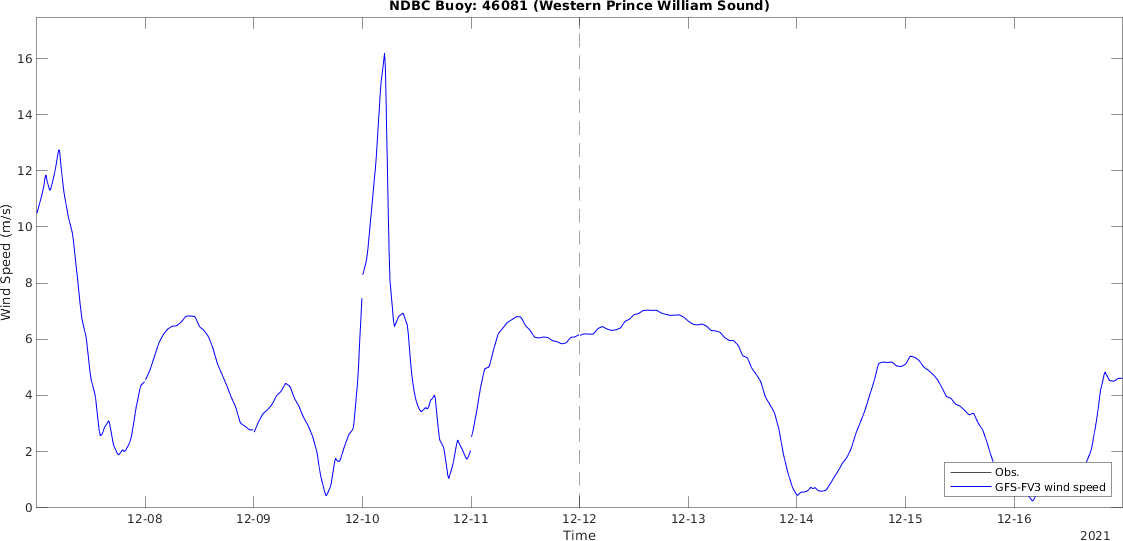 NDBC Buoy: 46081 (Western Prince William Sound)
Wind Speed (m/s)
16
14
12
10
8
6
4
2
0
Obs.
GFS-FV3 wind speed
12-08 12-09 12-10 12-11 12-12 12-13 12-14 12-15 12-16
Time
2021